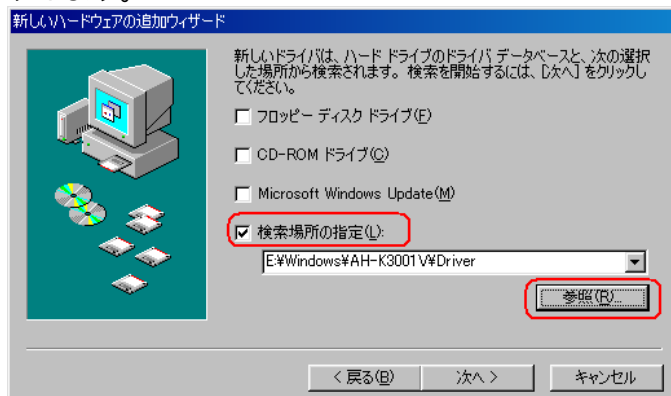 新しいハードウェアの追加ウィザード
新しいドライバは、ハード ドライブのドライバ データベースと、次の選択
した場所から検索されます。検索を開始するには、[次へ] をクリックし
てください。
フロッピー ディスク ドライブ(F)
CD-ROM ドライブ(C)
Microsoft Windows Update(M)
検索場所の指定(L):
E:¥Windows¥AH-K3001V¥Driver
参照(R)...
< 戻る(B)
次へ >
キャンセル